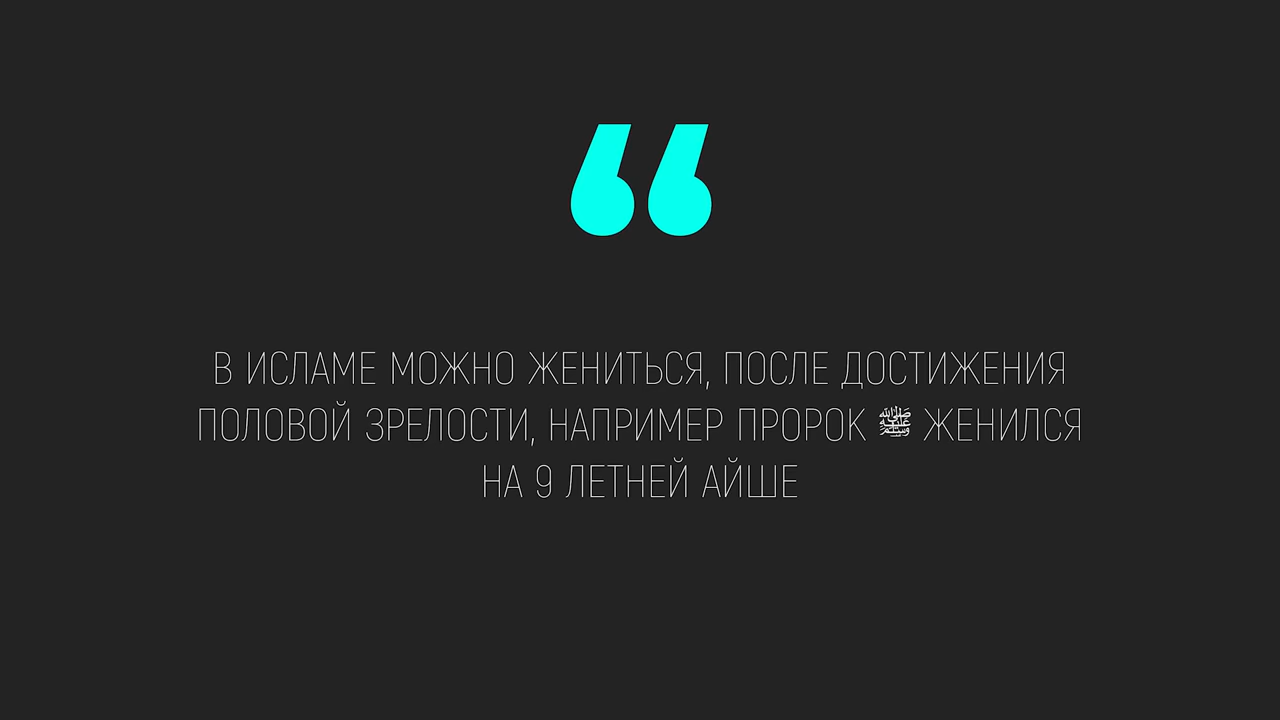 “
В ИСЛАМЕ МОЖНО ЖЕНИТЬСЯ, ПОСЛЕ ДОСТИЖЕНИЯ
ПОЛОВОЙ ЗРЕЛОСТИ, НАПРИМЕР ПРОРОК ﷺ ЖЕНИЛСЯ
НА 9 ЛЕТНЕЙ АЙШЕ